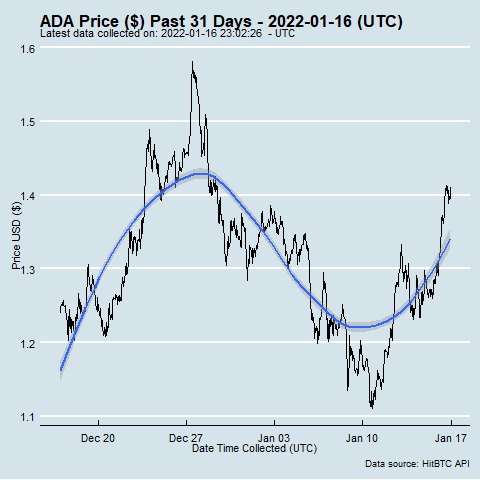 ADA Price ($) Past 31 Days - 2022-01-16 (UTC)
Latest data collected on: 2022-01-16 23:02:26  - UTC
1.6
1.5
1.4
1.3
1.2
1.1
Price USD ($)
Dec 20
Dec 27
Jan 03
Jan 10
Jan 17
Date Time Collected (UTC)
Data source: HitBTC API